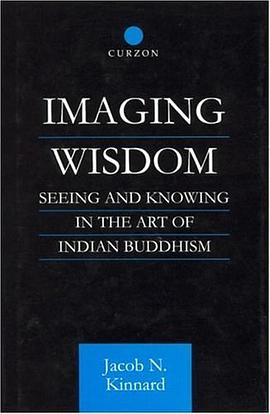 CURZON
IMAGING
WISDOM
SEEING AND KNOWING
IN THE ART OF
INDIAN BUDDHISM
Jacob N.
Kinnard